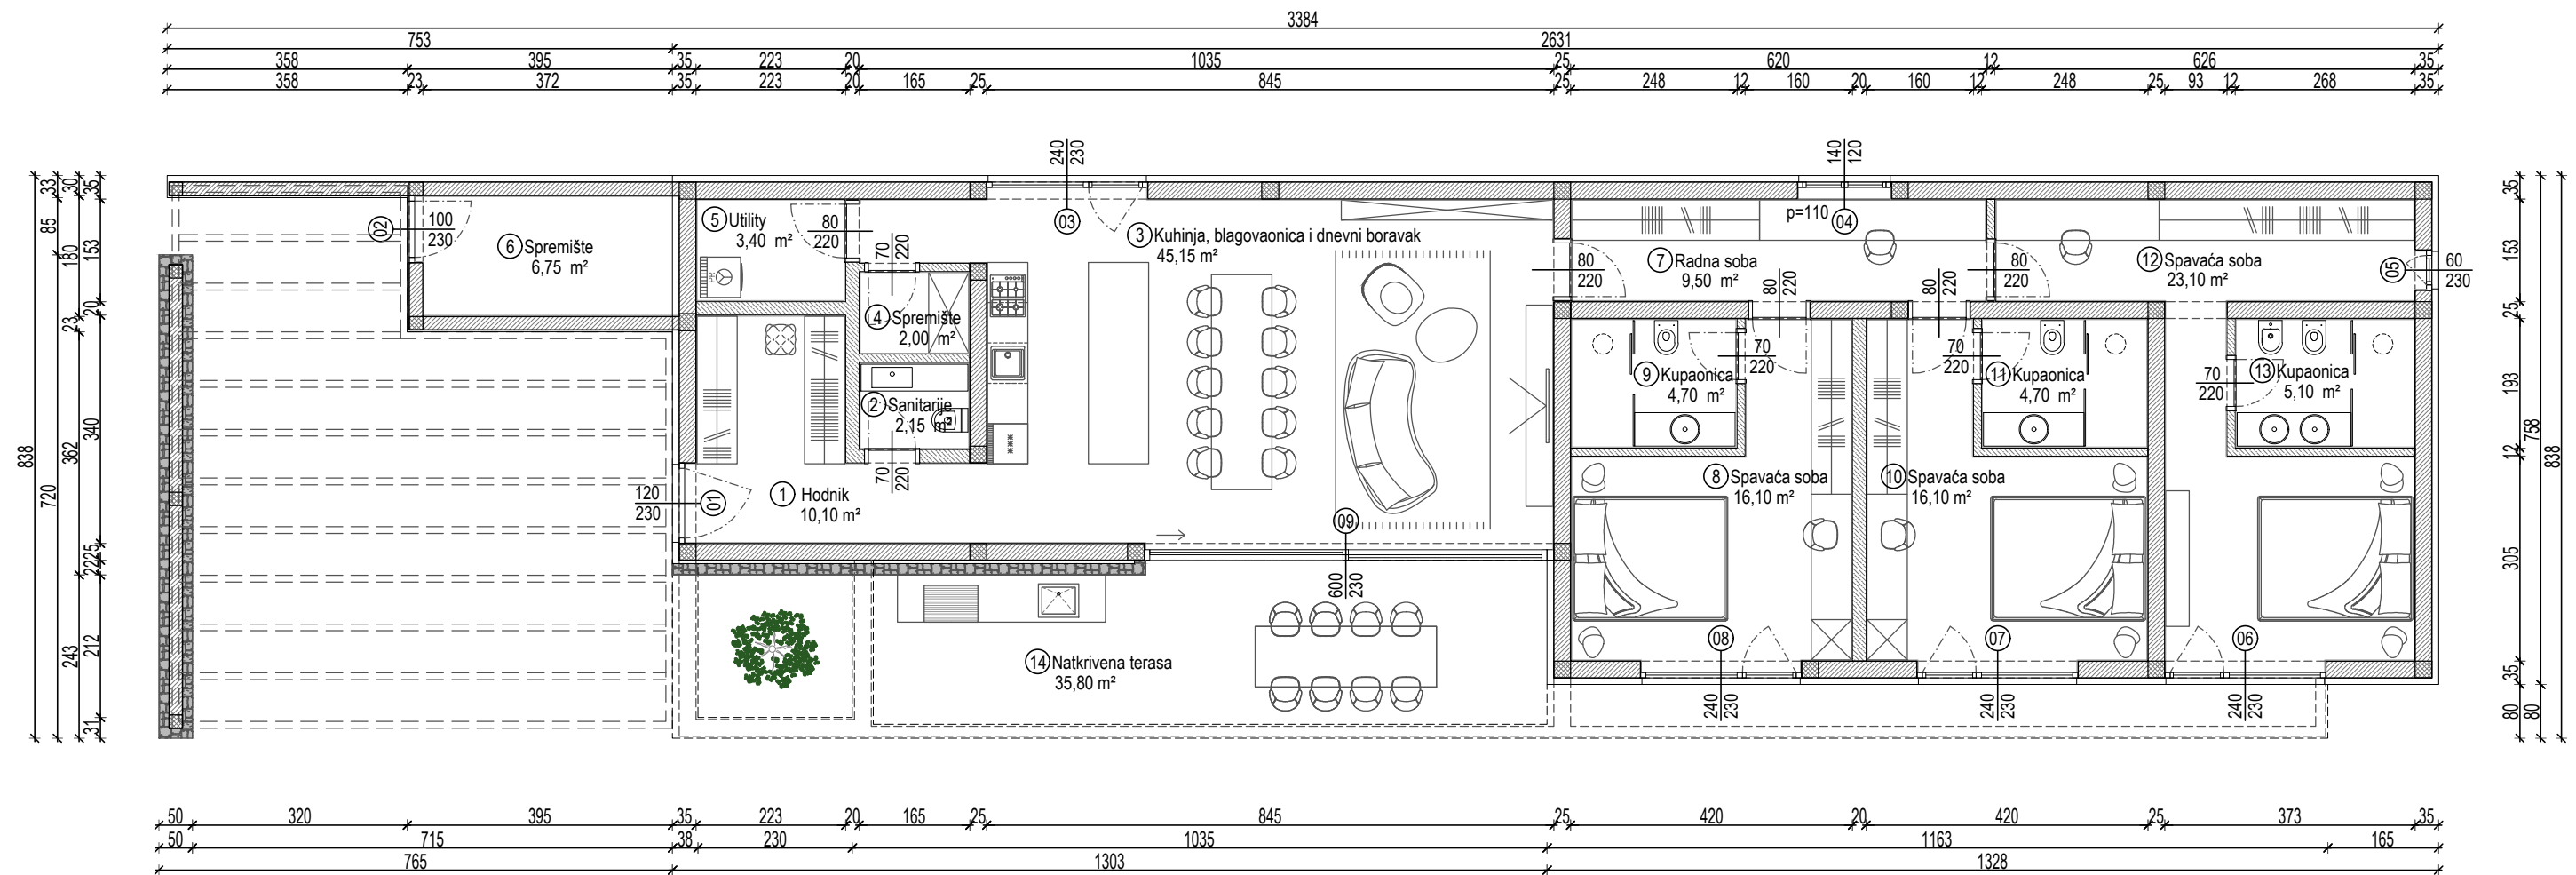 3384
753 2631
358 395 35 223 20 1035 25 620 12 626 35
358 23 372 35 223 20 165 25 845 25 248 12 160 20 160 12 248 25 93 12 268 35
240 230
140 120
838
720
33 85
30 180 23 362 243
35 153 20 340 25 22 212 31
02 100 230
6 Spremište
6,75 m²
5 Utility
3,40 m²
80 220
70 220
03
3 Kuhinja, blagovaonica i dnevni boravak
45,15 m²
p=110 04
80 220
7 Radna soba
9,50 m²
80 220
80 220
80 220
12 Spavaća soba
23,10 m²
05 60 230
4 Spremište
2,00 m²
2 Sanitarije
2,15 m²
70 220
9 Kupaonica
4,70 m²
70 220
70 220
11 Kupaonica
4,70 m²
70 220
13 Kupaonica
5,10 m²
120 230 01
1 Hodnik
10,10 m²
8 Spavaća soba
16,10 m²
10 Spavaća soba
16,10 m²
09
600 230
14 Natkrivena terasa
35,80 m²
08
240 230
07
240 230
06
240 230
35 153 25 193 12 305 35 80
758 80
838
50 320 395 35 223 20 165 25 845 25 420 20 420 25 373 35
50 715 38 230 1035 1163 165
765 1303 1328